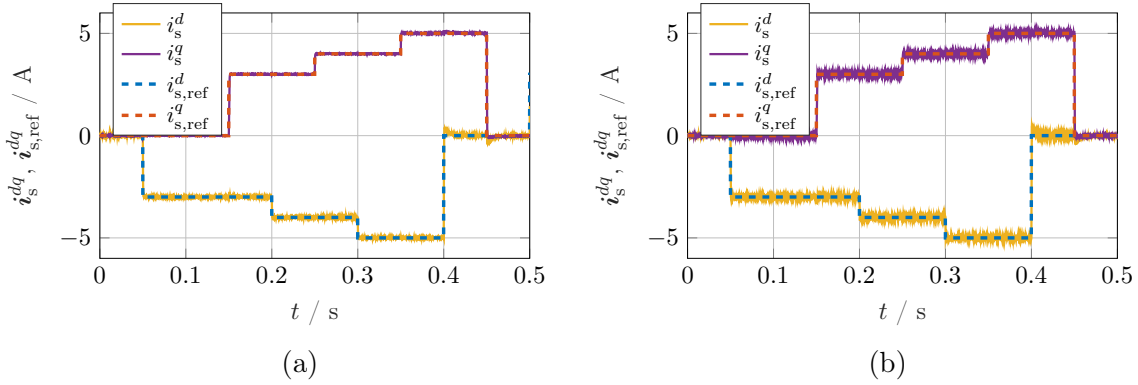 i_s^d
i_s^q
i_{s,ref}^d
i_{s,ref}^q
5
0
−5
i_s^{dq}, i_{s,ref}^{dq} / A
0
0.1
0.2
0.3
0.4
0.5
t / s
(a)
i_s^d
i_s^q
i_{s,ref}^d
i_{s,ref}^q
5
0
−5
i_s^{dq}, i_{s,ref}^{dq} / A
0
0.1
0.2
0.3
0.4
0.5
t / s
(b)